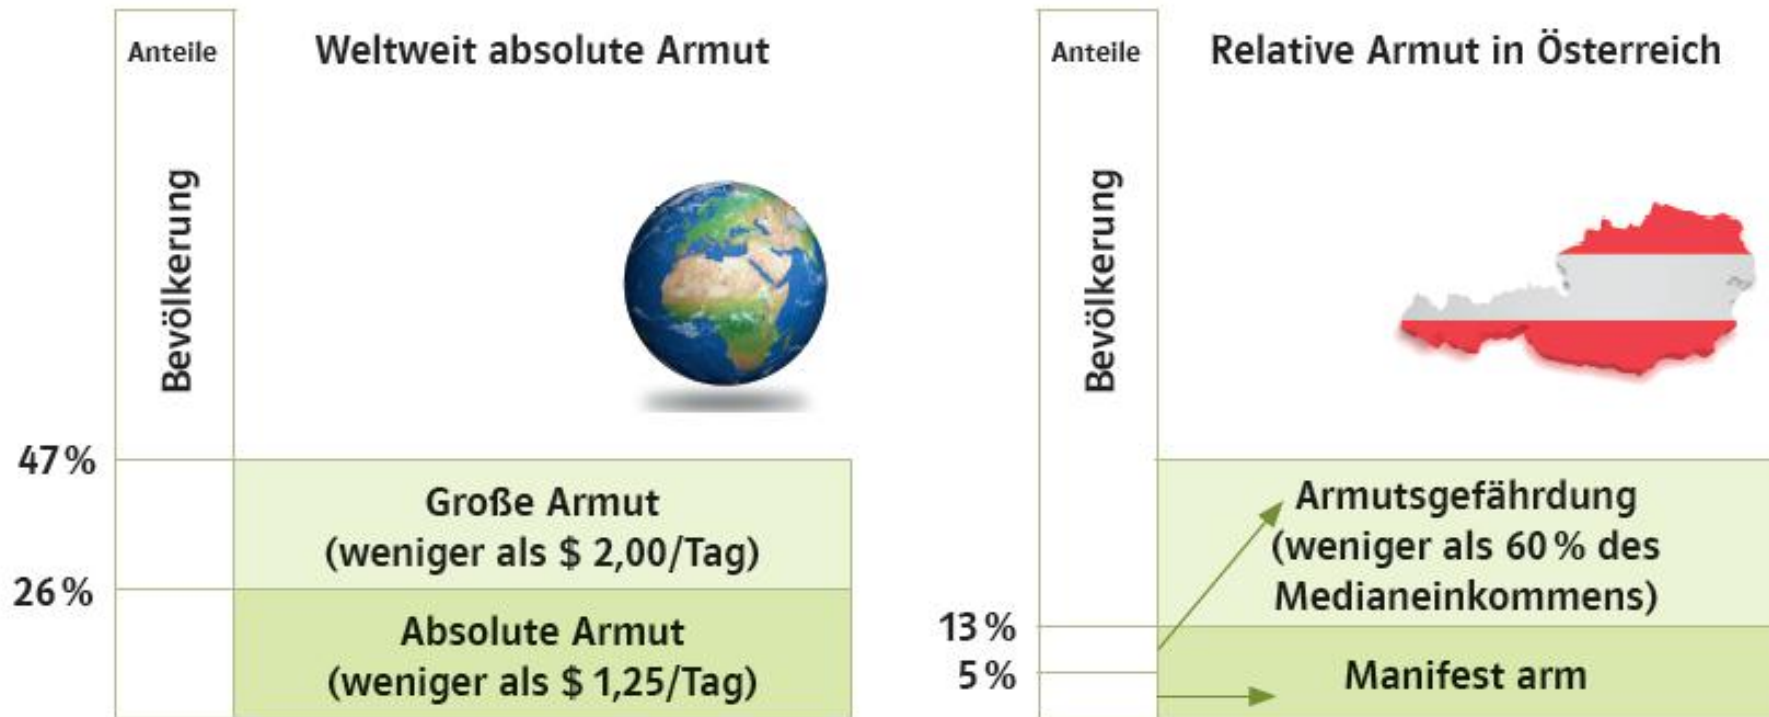 Anteile
Weltweit absolute Armut
Bevölkerung
47%
Große Armut
(weniger als $ 2,00/Tag)
26%
Absolute Armut
(weniger als $ 1,25/Tag)
Anteile
Relative Armut in Österreich
Bevölkerung
Armutsgefährdung
(weniger als 60% des
Medianeinkommens)
13%
5%
Manifest arm